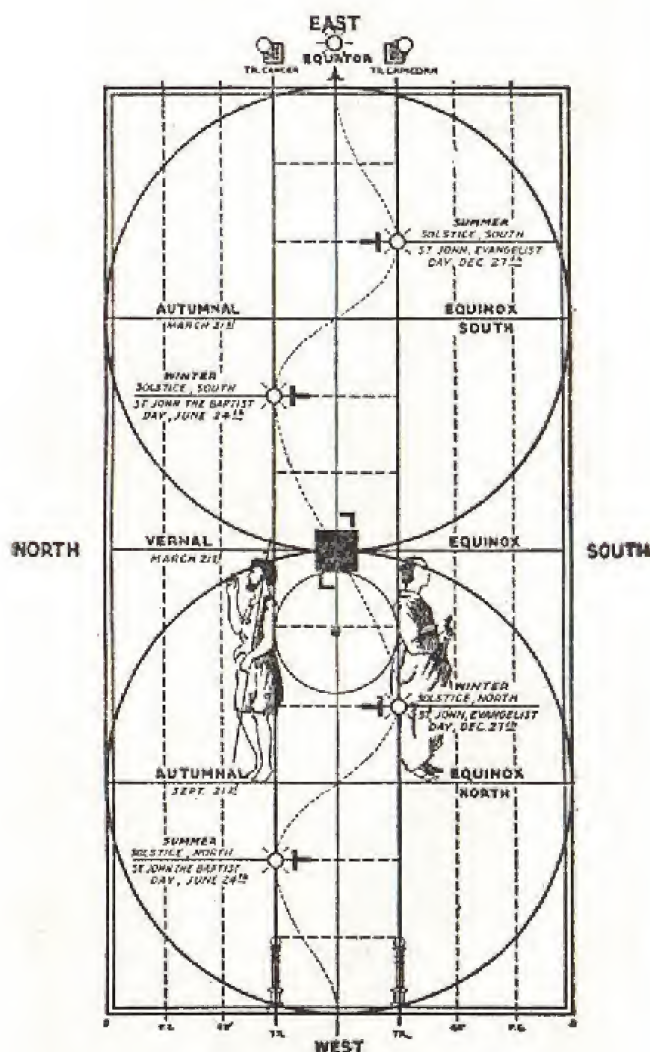 EAST
EQUATOR
TR. CANCER
TR. CAPRICORN
SUMMER
SOLSTICE, SOUTH
ST JOHN, EVANGELIST
DAY, DEC 27th
AUTUMNAL
EQUINOX
MARCH 21st
SOUTH
WINTER
SOLSTICE, SOUTH
ST JOHN THE BAPTIST
DAY, JUNE 24th
NORTH
VERNAL
EQUINOX
SOUTH
MARCH 21st
WINTER
SOLSTICE, NORTH
ST JOHN, EVANGELIST
DAY, DEC. 27th
AUTUMNAL
EQUINOX
SEPT. 21st
NORTH
SUMMER
SOLSTICE, NORTH
ST JOHN THE BAPTIST
DAY, JUNE 24th
WEST